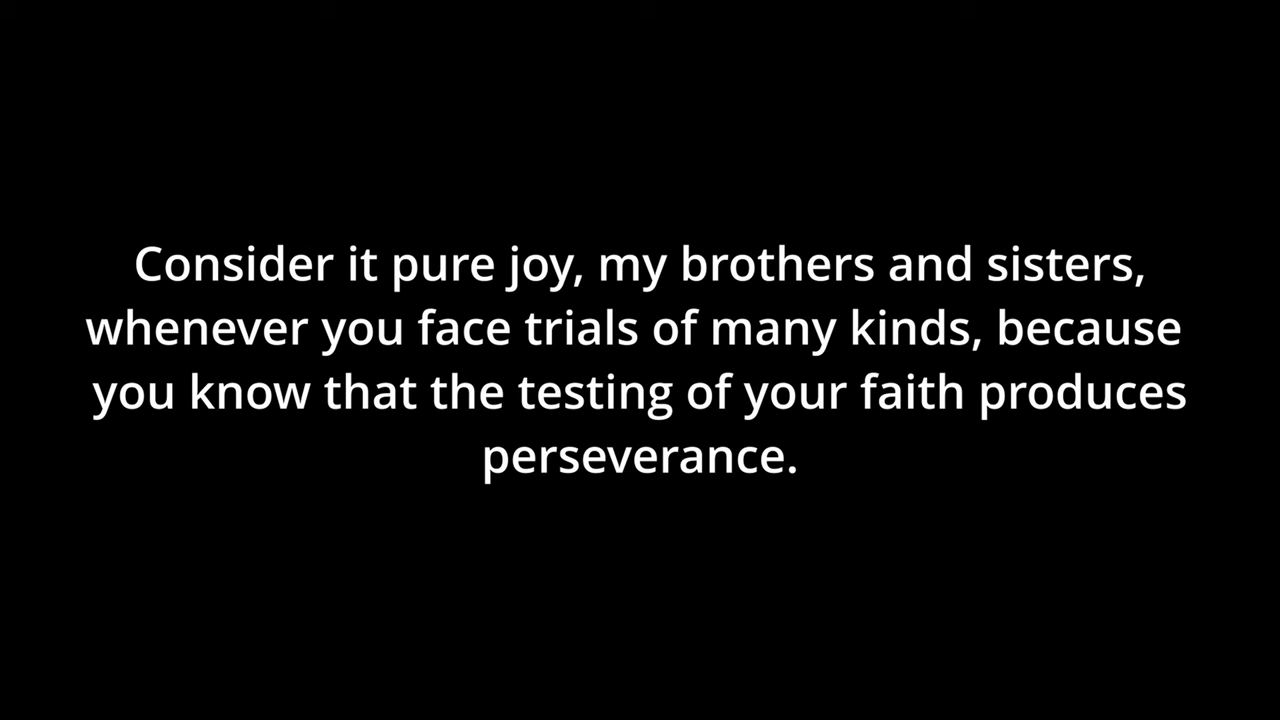 Consider it pure joy, my brothers and sisters,
whenever you face trials of many kinds, because
you know that the testing of your faith produces
perseverance.